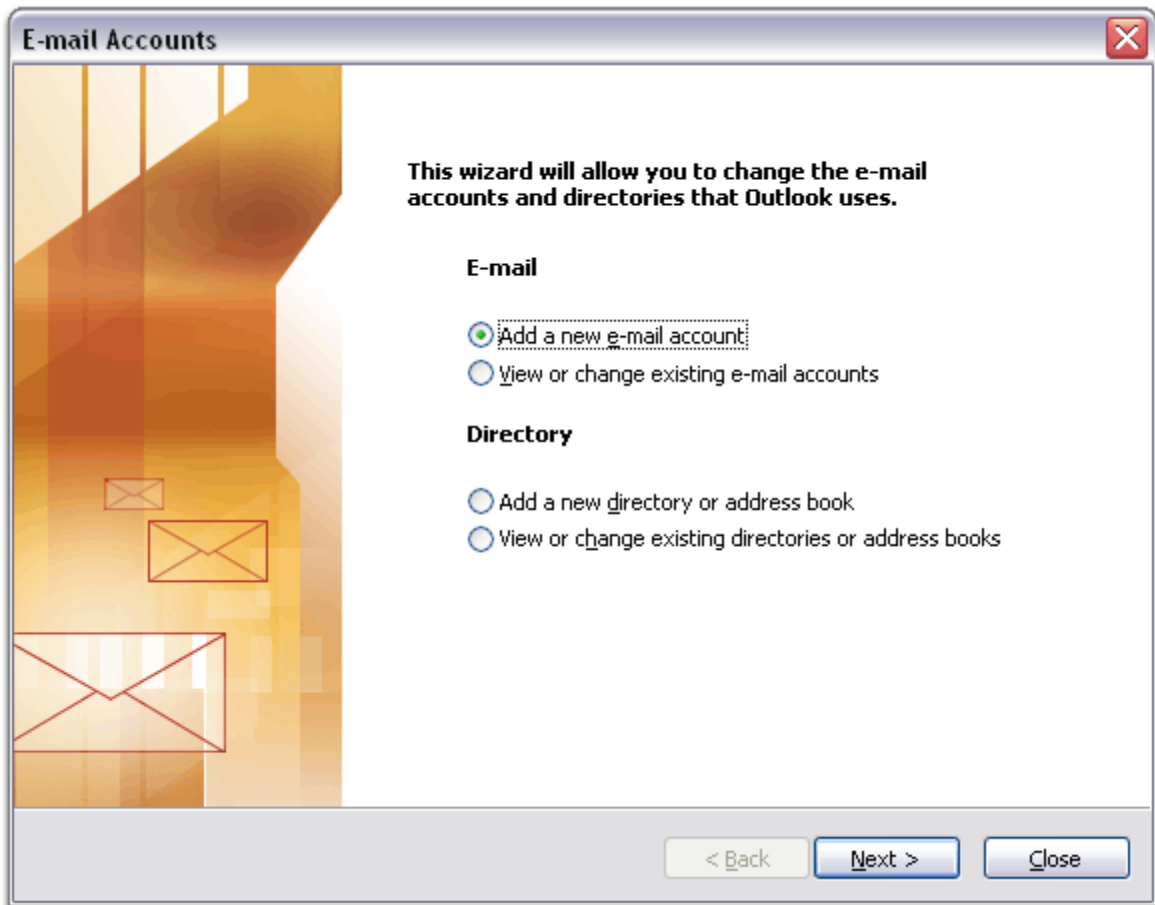 E-mail Accounts
This wizard will allow you to change the e-mail
accounts and directories that Outlook uses.
E-mail
Add a new e-mail account
View or change existing e-mail accounts
Directory
Add a new directory or address book
View or change existing directories or address books
< Back
Next >
Close